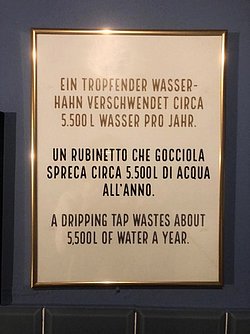 EIN TROPFENDER WASSER-
HAHN VERSCHWENDET CIRCA
5.500 L WASSER PRO JAHR.
UN RUBINETTO CHE GOCCIOLA
SPRECA CIRCA 5.500L DI ACQUA
ALL'ANNO.
A DRIPPING TAP WASTES ABOUT
5,500L OF WATER A YEAR.